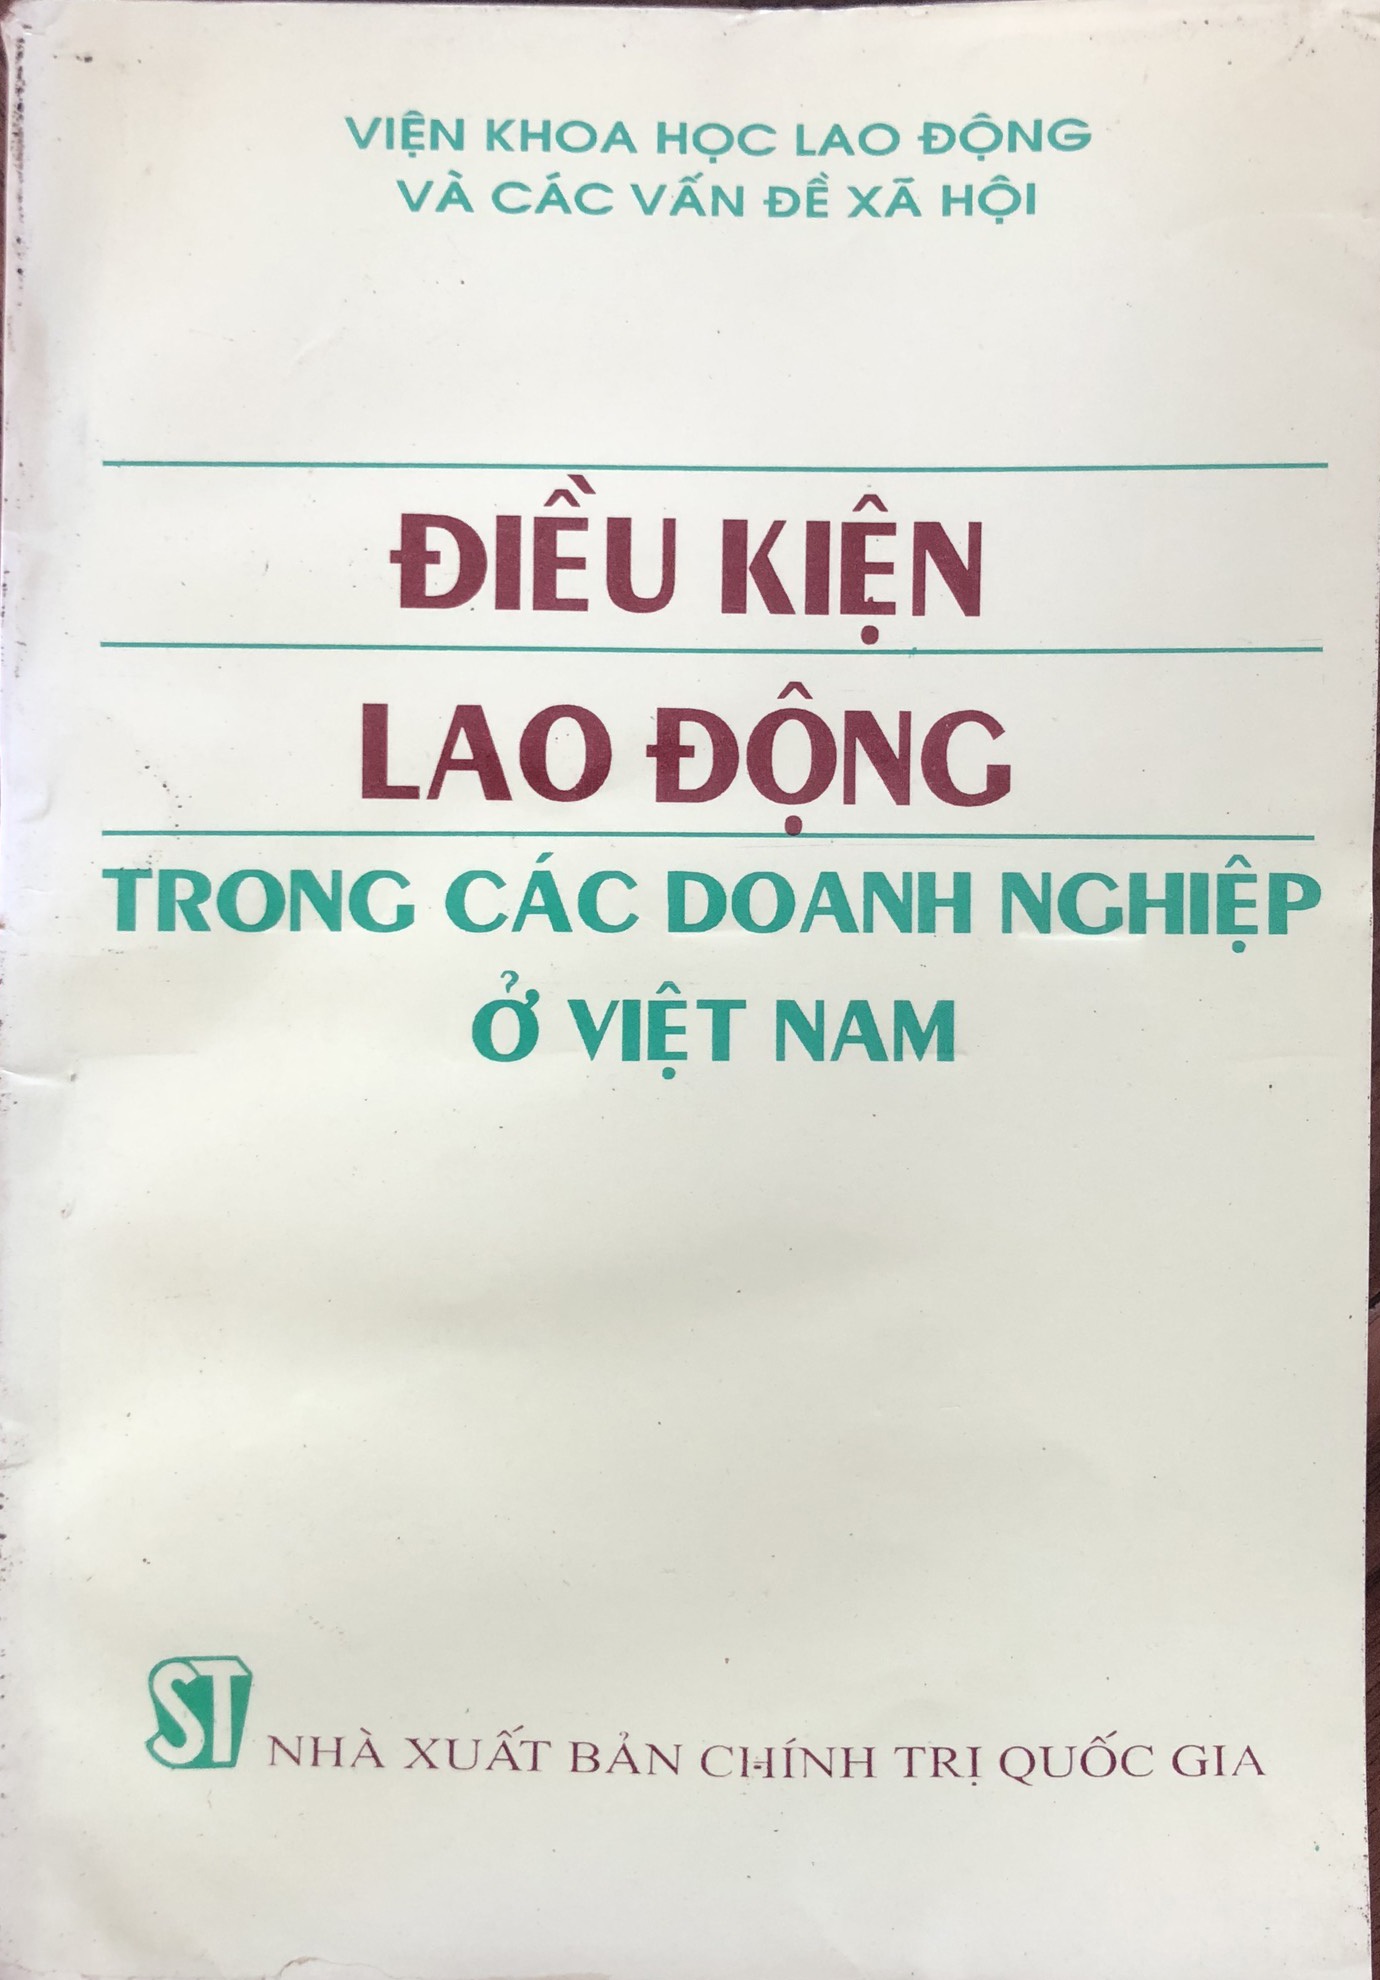 VIỆN KHOA HỌC LAO ĐỘNG
VÀ CÁC VẤN ĐỀ XÃ HỘI
ĐIỀU KIỆN
LAO ĐỘNG
TRONG CÁC DOANH NGHIỆP
Ở VIỆT NAM
ST
NHÀ XUẤT BẢN CHÍNH TRỊ QUỐC GIA